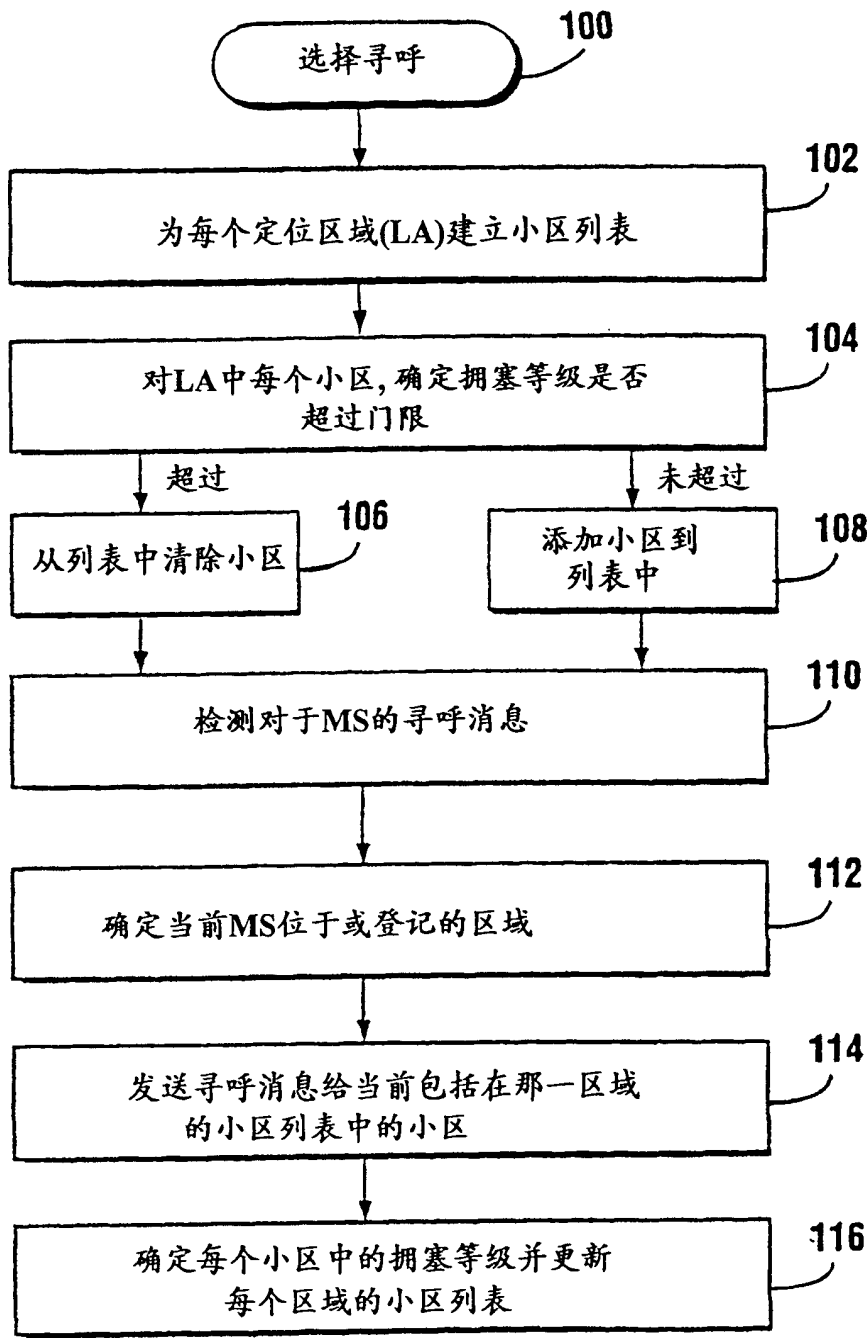 选择寻呼
100
102
为每个定位区域(LA)建立小区列表
104
对LA中每个小区,确定拥塞等级是否
超过门限
超过
未超过
106
从列表中清除小区
108
添加小区到
列表中
110
检测对于MS的寻呼消息
112
确定当前MS位于或登记的区域
114
发送寻呼消息给当前包括在那一区域
的小区列表中的小区
116
确定每个小区中的拥塞等级并更新
每个区域的小区列表